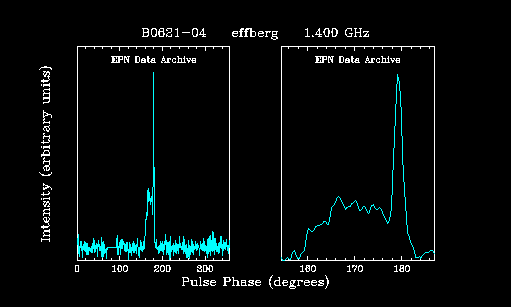 B0621-04 effberg 1.400 GHz
EPN Data Archive
EPN Data Archive
Intensity (arbitrary units)
0 100 200 300
160 170 180
Pulse Phase (degrees)